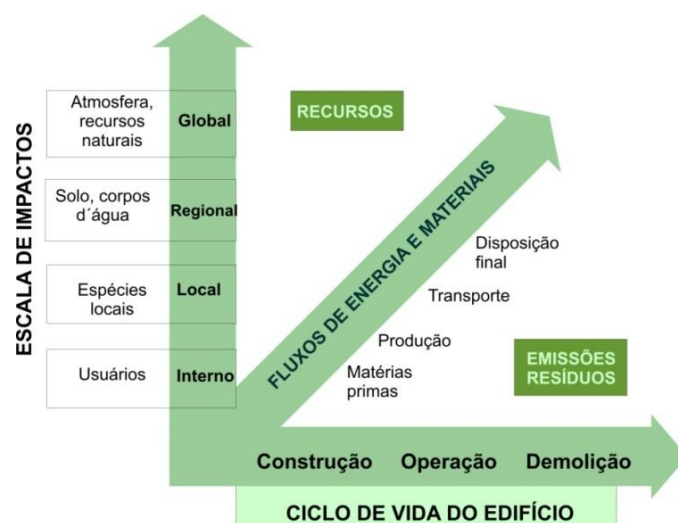 ESCALA DE IMPACTOS
Atmosfera,
recursos
naturais
Global
Solo, corpos
d´água
Regional
Espécies
locais
Local
Usuários
Interno
RECURSOS
FLUXOS DE ENERGIA E MATERIAIS
Disposição
final
Transporte
Produção
Matérias
primas
EMISSÕES
RESÍDUOS
Construção
Operação
Demolição
CICLO DE VIDA DO EDIFÍCIO